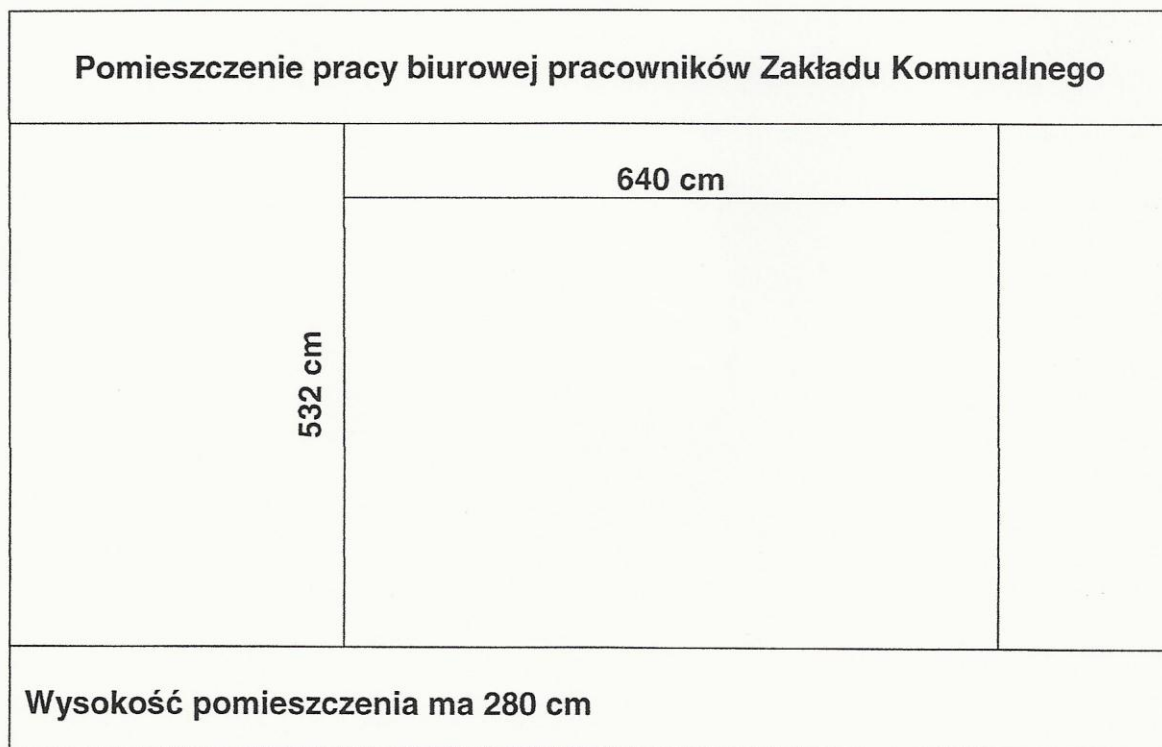 Pomieszczenie pracy biurowej pracowników Zakładu Komunalnego
640 cm
532 cm
Wysokość pomieszczenia ma 280 cm